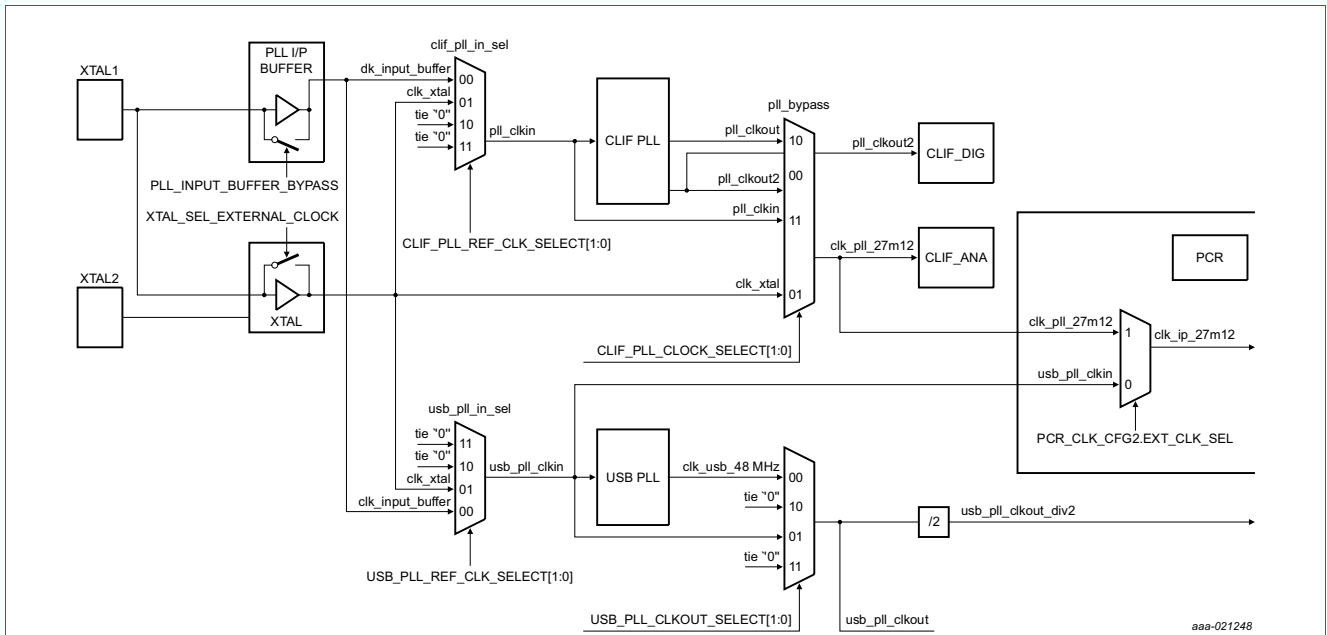 XTAL1
PLL I/P
BUFFER
PLL_INPUT_BUFFER_BYPASS
XTAL_SEL_EXTERNAL_CLOCK
XTAL2
XTAL
clif_pll_in_sel
dk_input_buffer
00
clk_xtal
01
tie "0"
10
tie "0"
11
pll_clkin
CLIF_PLL_REF_CLK_SELECT[1:0]
CLIF PLL
pll_bypass
pll_clkout
10
pll_clkout2
00
pll_clkin
11
clk_xtal
01
CLIF_PLL_CLOCK_SELECT[1:0]
pll_clkout2
CLIF_DIG
clk_pll_27m12
CLIF_ANA
PCR
clk_pll_27m12
1
clk_ip_27m12
usb_pll_clkin
0
PCR_CLK_CFG2.EXT_CLK_SEL
usb_pll_in_sel
tie "0"
11
tie "0"
10
clk_xtal
01
clk_input_buffer
00
usb_pll_clkin
USB_PLL_REF_CLK_SELECT[1:0]
USB PLL
clk_usb_48 MHz
00
tie "0"
10
01
tie "0"
11
USB_PLL_CLKOUT_SELECT[1:0]
/2
usb_pll_clkout_div2
usb_pll_clkout
aaa-021248